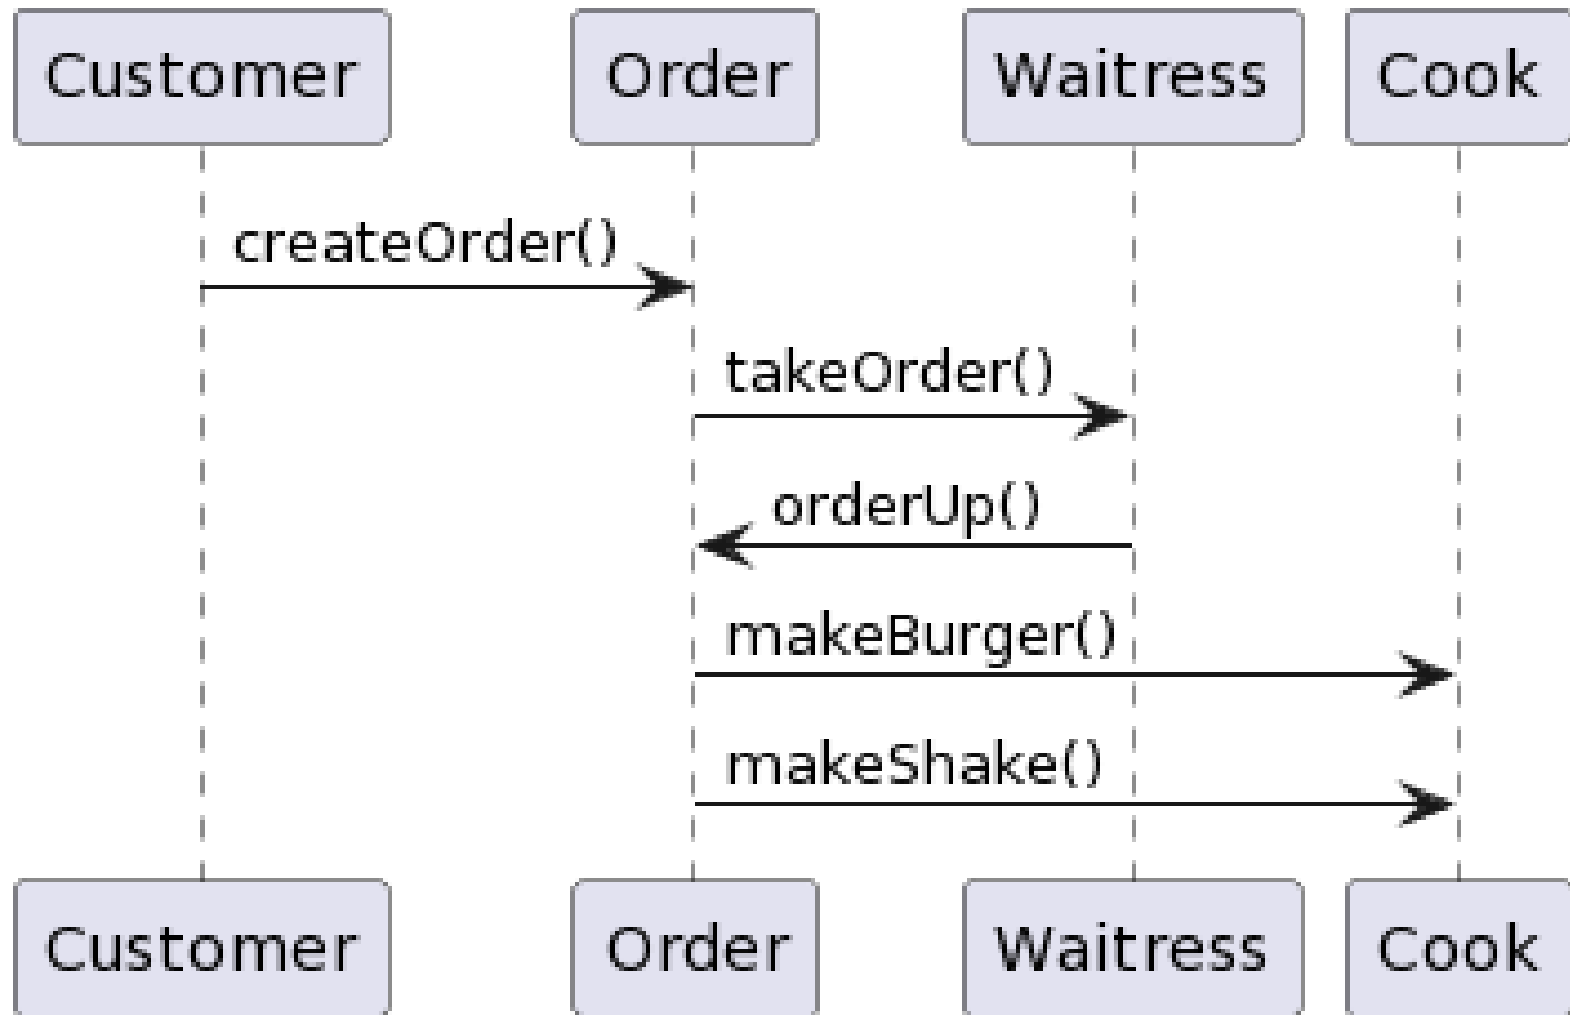 Customer Order Waitress Cook
createOrder()
takeOrder()
orderUp()
makeBurger()
makeShake()
Customer Order Waitress Cook